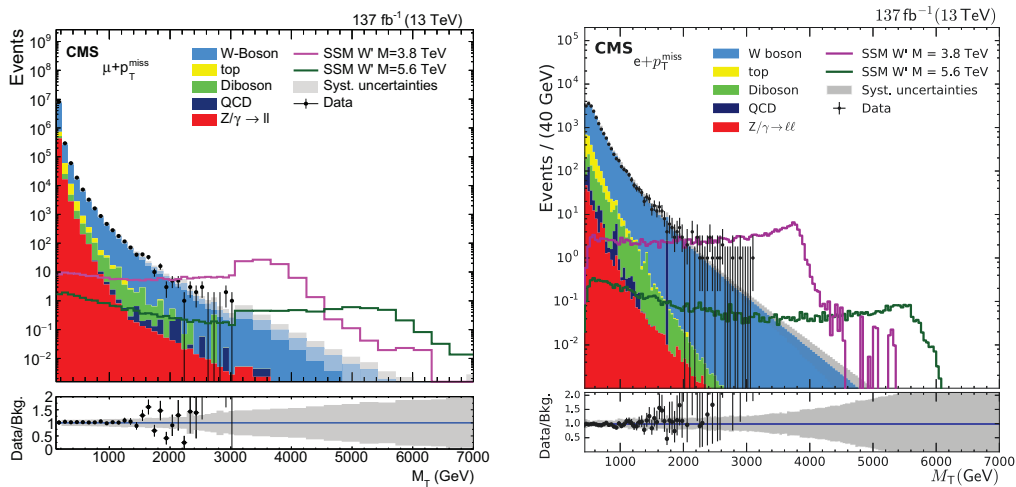 137 fb⁻¹ (13 TeV)
Events
10⁹
10⁸
10⁷
10⁶
10⁵
10⁴
10³
10²
10
1
10⁻¹
10⁻²
CMS
μ+p_T^miss
W-Boson
top
Diboson
QCD
Z/γ → ll
SSM W' M=3.8 TeV
SSM W' M=5.6 TeV
Syst. uncertainties
Data
Data/Bkg.
2
1.5
1
0.5
1000 2000 3000 4000 5000 6000 7000
M_T (GeV)
137 fb⁻¹ (13 TeV)
Events / (40 GeV)
10⁶
10⁵
10⁴
10³
10²
10¹
10⁰
10⁻¹
10⁻²
CMS
e+p_T^miss
W boson
top
Diboson
QCD
Z/γ→ℓℓ
SSM W' M = 3.8 TeV
SSM W' M = 5.6 TeV
Syst. uncertainties
Data
Data/Bkg.
2.0
1.5
1.0
0.5
1000 2000 3000 4000 5000 6000 7000
M_T (GeV)